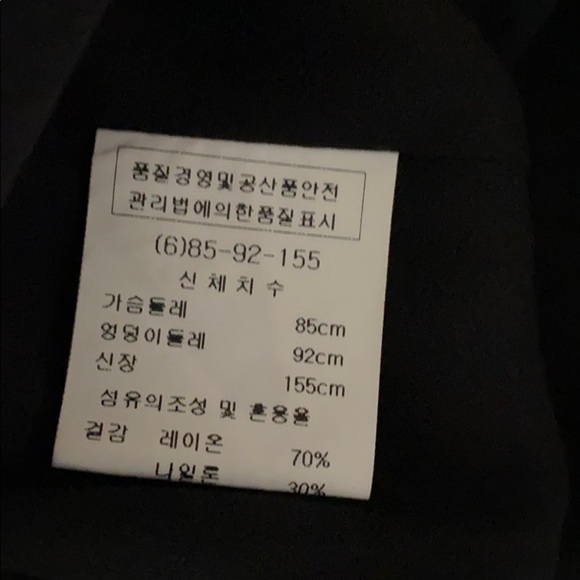 품질경영및공산품안전
관리법에의한품질표시
(6)85-92-155
신체치수
가슴둘레 85cm
엉덩이둘레 92cm
신장 155cm
섬유의조성 및 혼용율
겉감 레이온 70%
나일론 30%